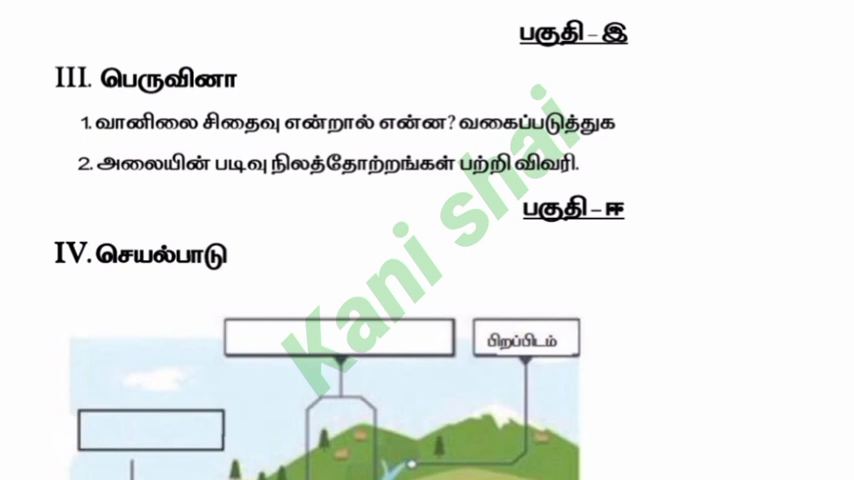 பகுதி – இ
III. பெருவினா
1. வானிலை சிதைவு என்றால் என்ன? வகைப்படுத்துக
2. அலையின் படிவு நிலத்தோற்றங்கள் பற்றி விவரி.
பகுதி – ஈ
IV. செயல்பாடு
பிறப்பிடம்
Kani shai